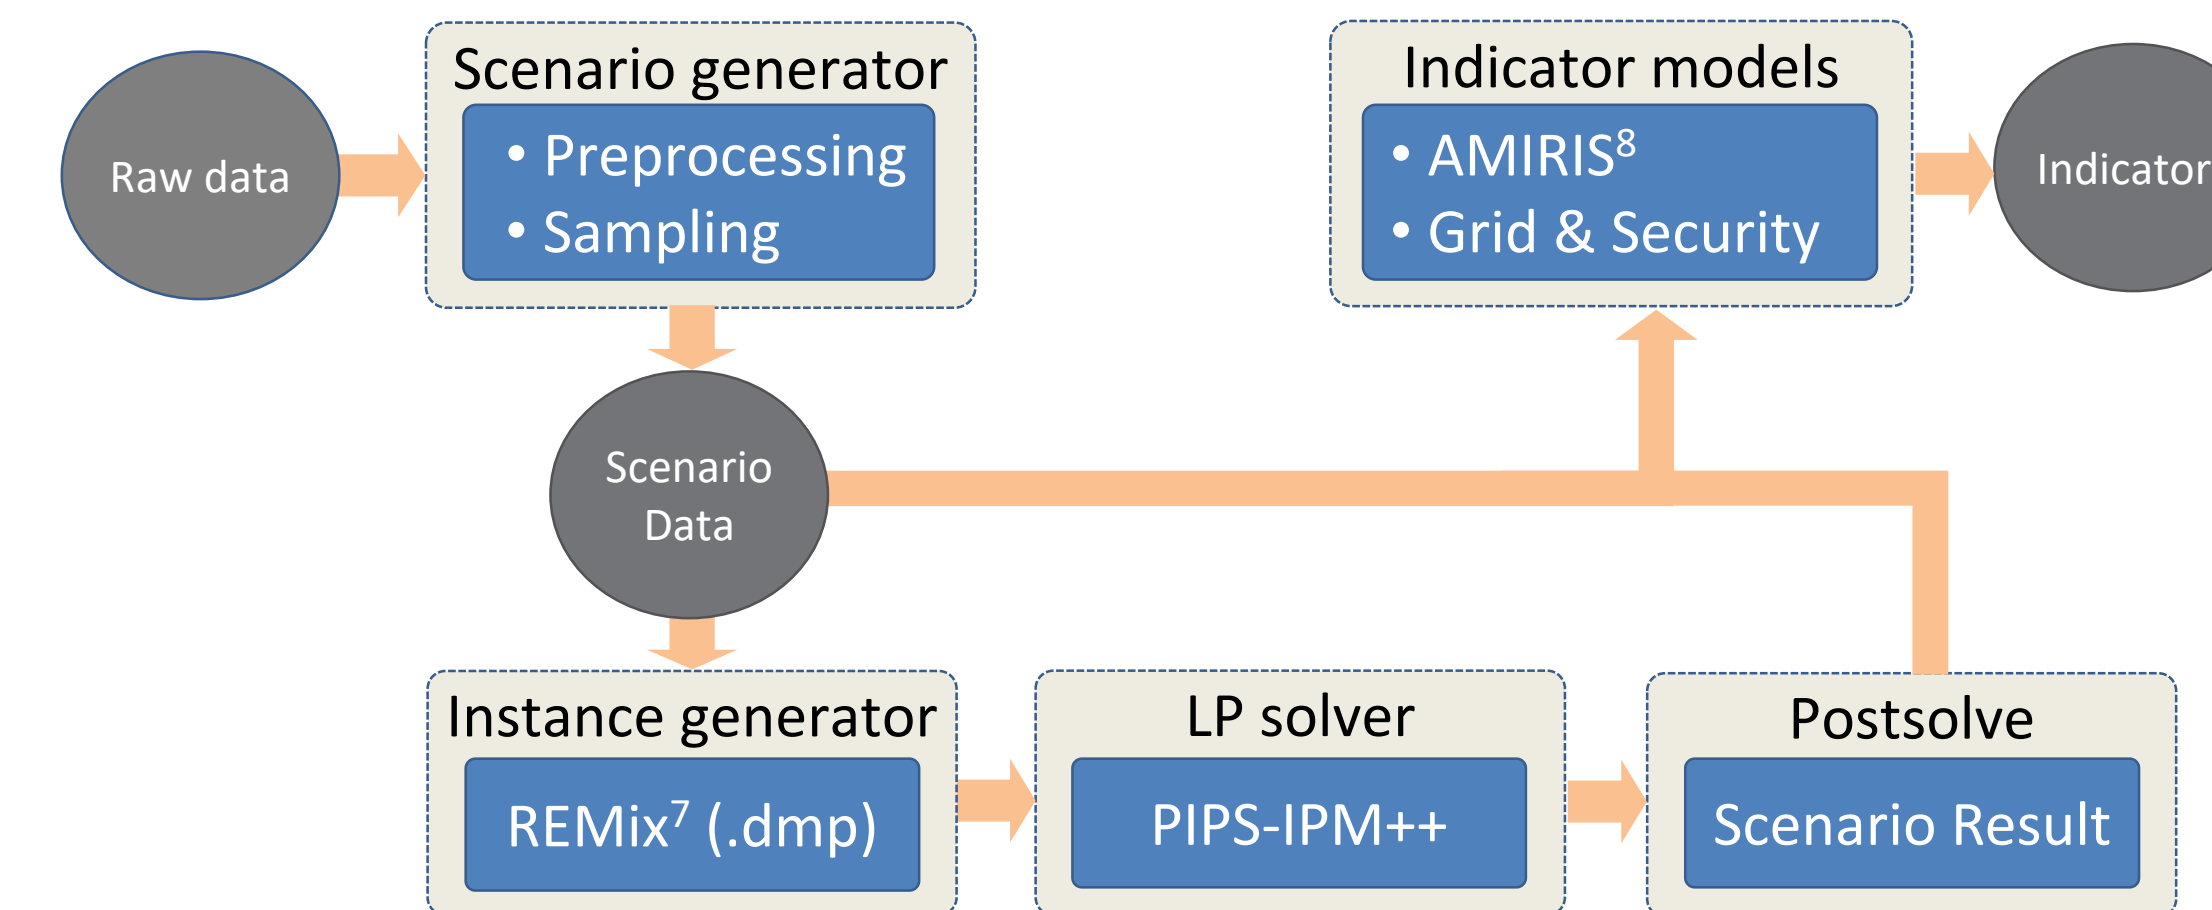 Raw data
Scenario generator
• Preprocessing
• Sampling
Indicator models
• AMIRIS⁸
• Grid & Security
Indicator
Scenario
Data
Instance generator
REMix⁷ (.dmp)
LP solver
PIPS-IPM++
Postsolve
Scenario Result